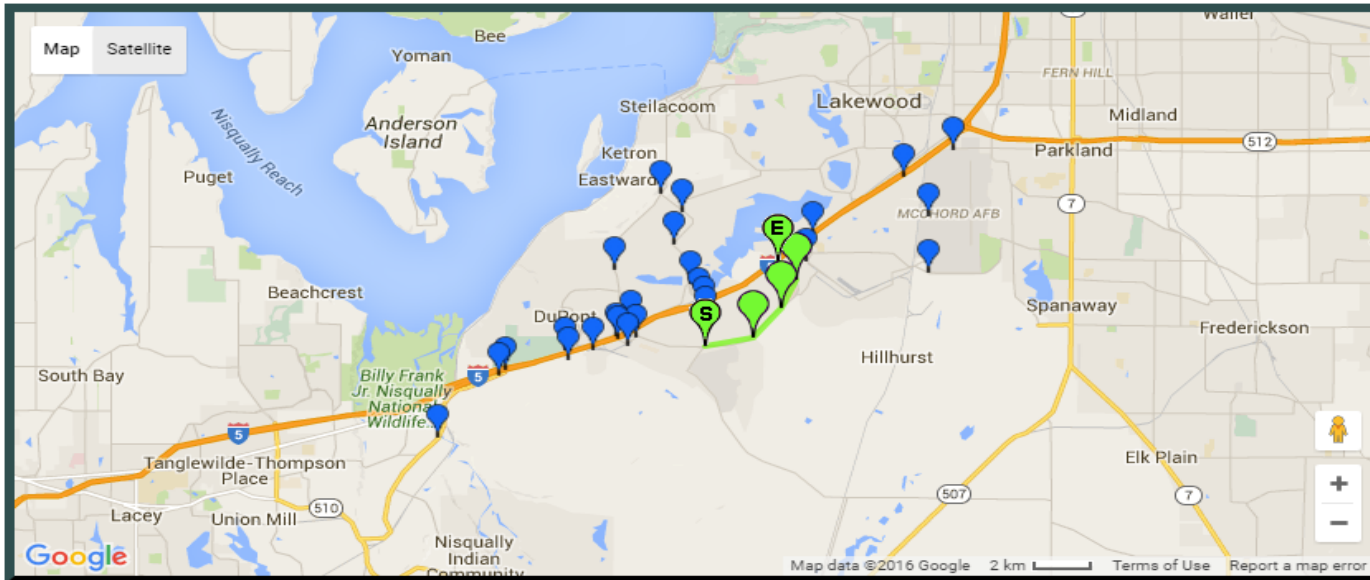 Map
Satellite
Bee
Yoman
Waller
FERN HILL
Steilacoom
Lakewood
Midland
Anderson
Island
Nisqually Reach
512
Ketron
Parkland
Eastward
Puget
7
MCCHORD AFB
E
Beachcrest
Spanaway
S
DuPont
Frederickson
Hillhurst
South Bay
5
Billy Frank
Jr. Nisqually
National
Wildlife...
5
Elk Plain
Tanglewilde-Thompson
Place
507
7
510
Lacey
Union Mill
+
−
Nisqually
Indian
Community
Google
Map data ©2016 Google
2 km
Terms of Use
Report a map error